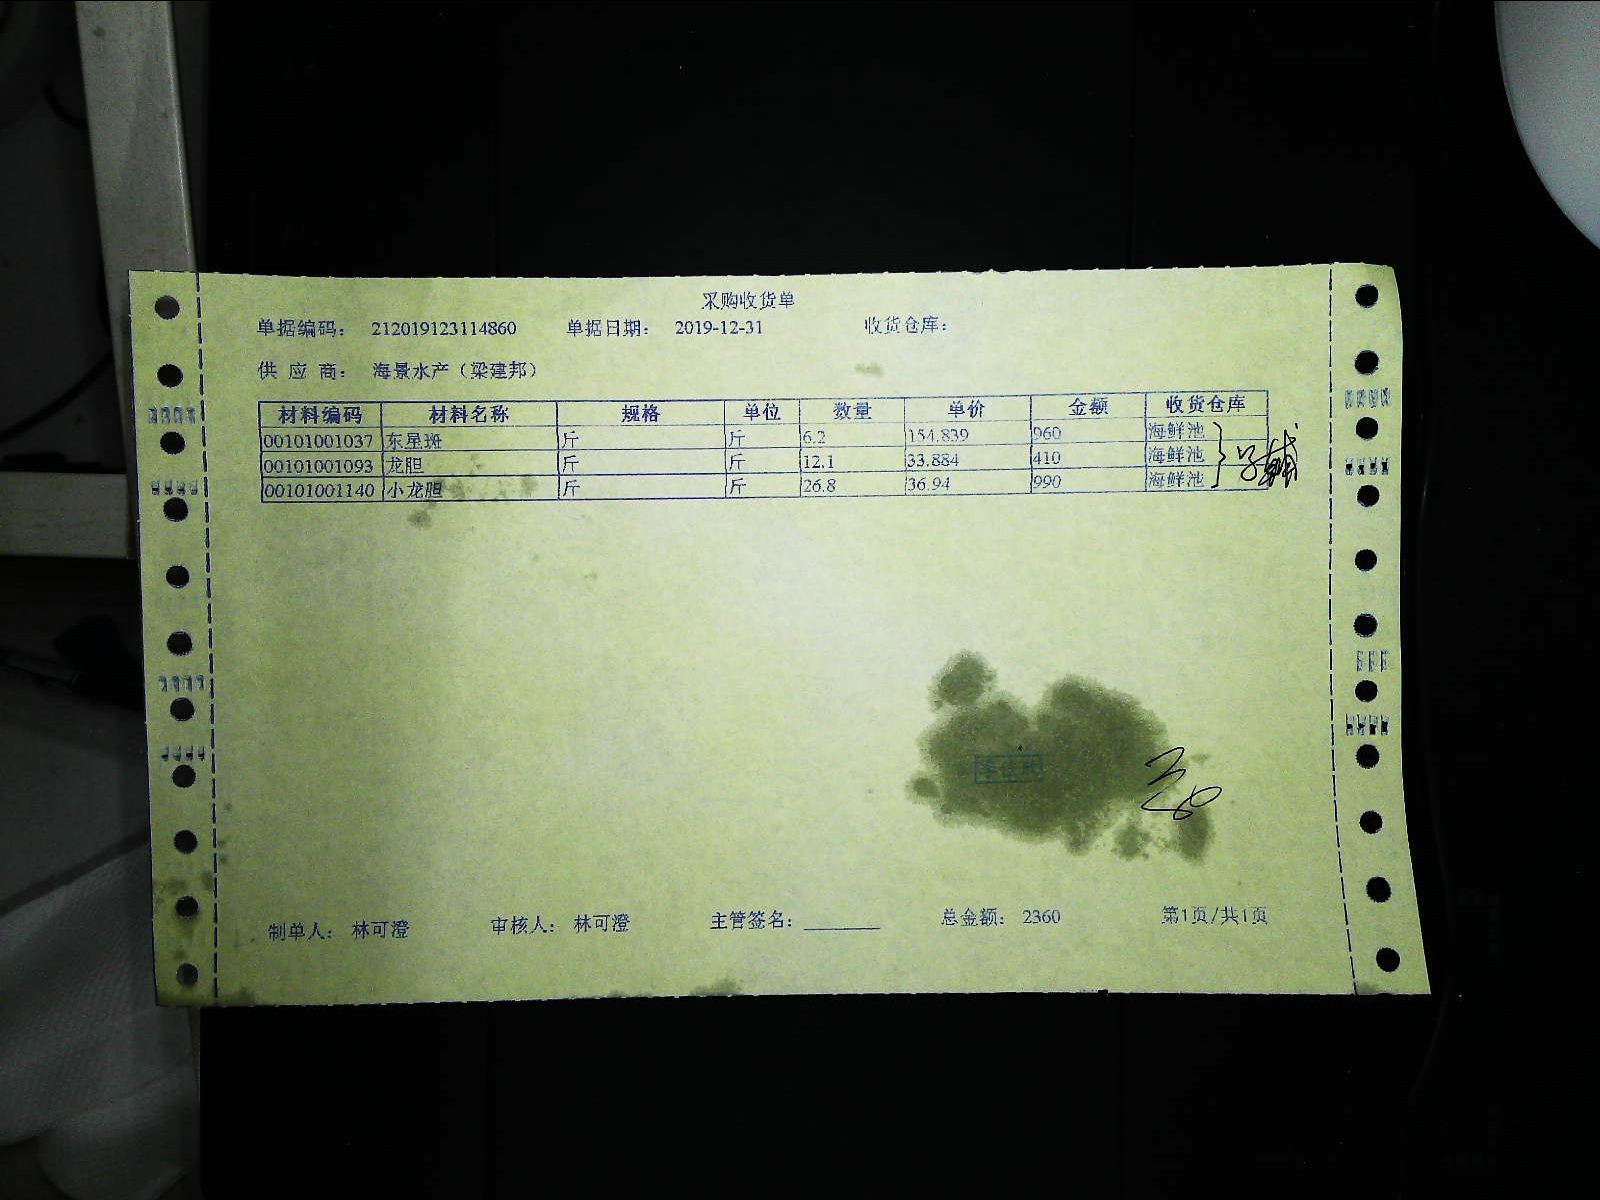 采购收货单
单据编码： 212019123114860 单据日期： 2019-12-31 收货仓库：
供 应 商： 海景水产（梁建邦）
材料编码 材料名称 规格 单位 数量 单价 金额 收货仓库
00101001037 东星斑 斤 斤 6.2 154.839 960 海鲜池
00101001093 龙胆 斤 斤 12.1 33.884 410 海鲜池
00101001140 小龙胆 斤 斤 26.8 36.94 990 海鲜池
制单人： 林可澄 审核人： 林可澄 主管签名： 总金额： 2360 第1页/共1页